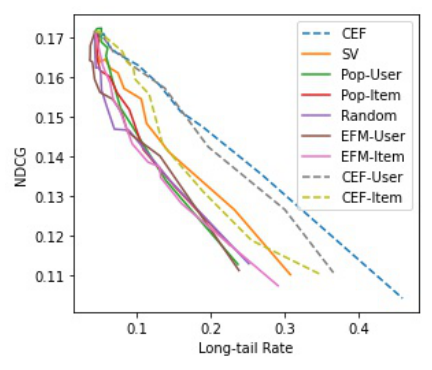 0.17
0.16
0.15
0.14
0.13
0.12
0.11
NDCG
0.1
0.2
0.3
0.4
Long-tail Rate
CEF
SV
Pop-User
Pop-Item
Random
EFM-User
EFM-Item
CEF-User
CEF-Item